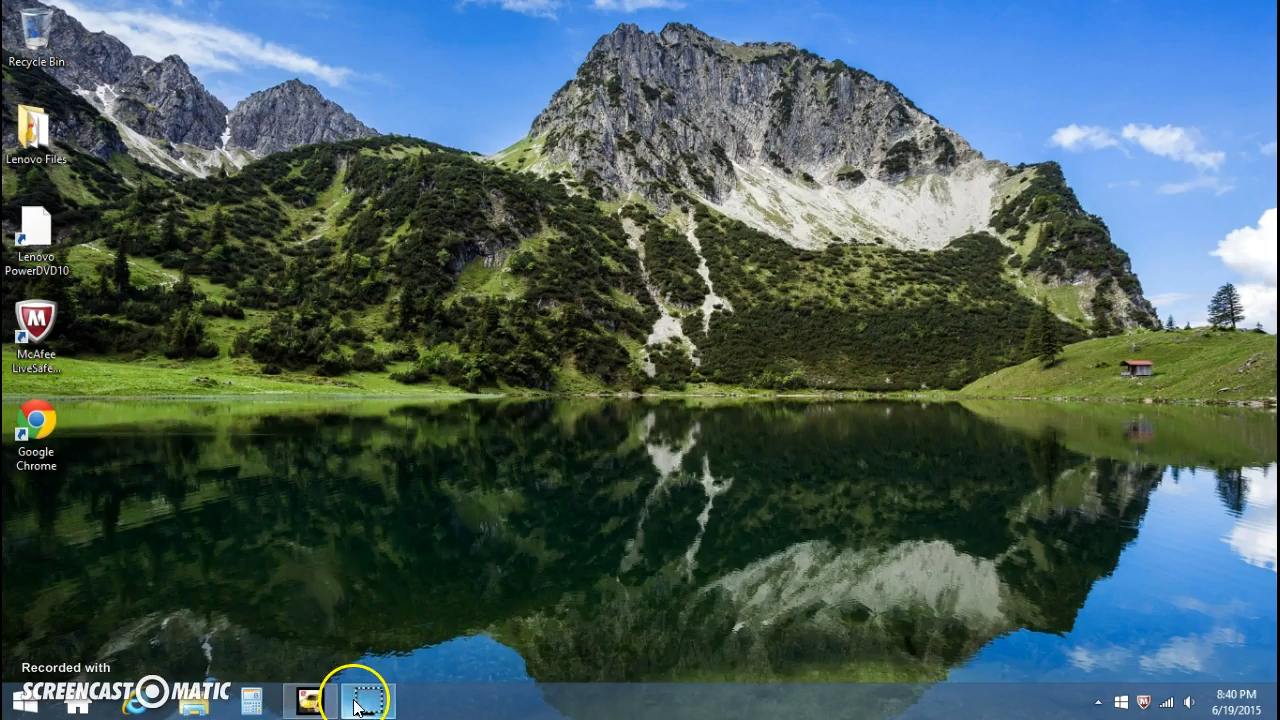 Recycle Bin
Lenovo Files
Lenovo
PowerDVD10
McAfee
LiveSafe...
Google
Chrome
Recorded with
SCREENCAST O MATIC
8:40 PM
6/19/2015